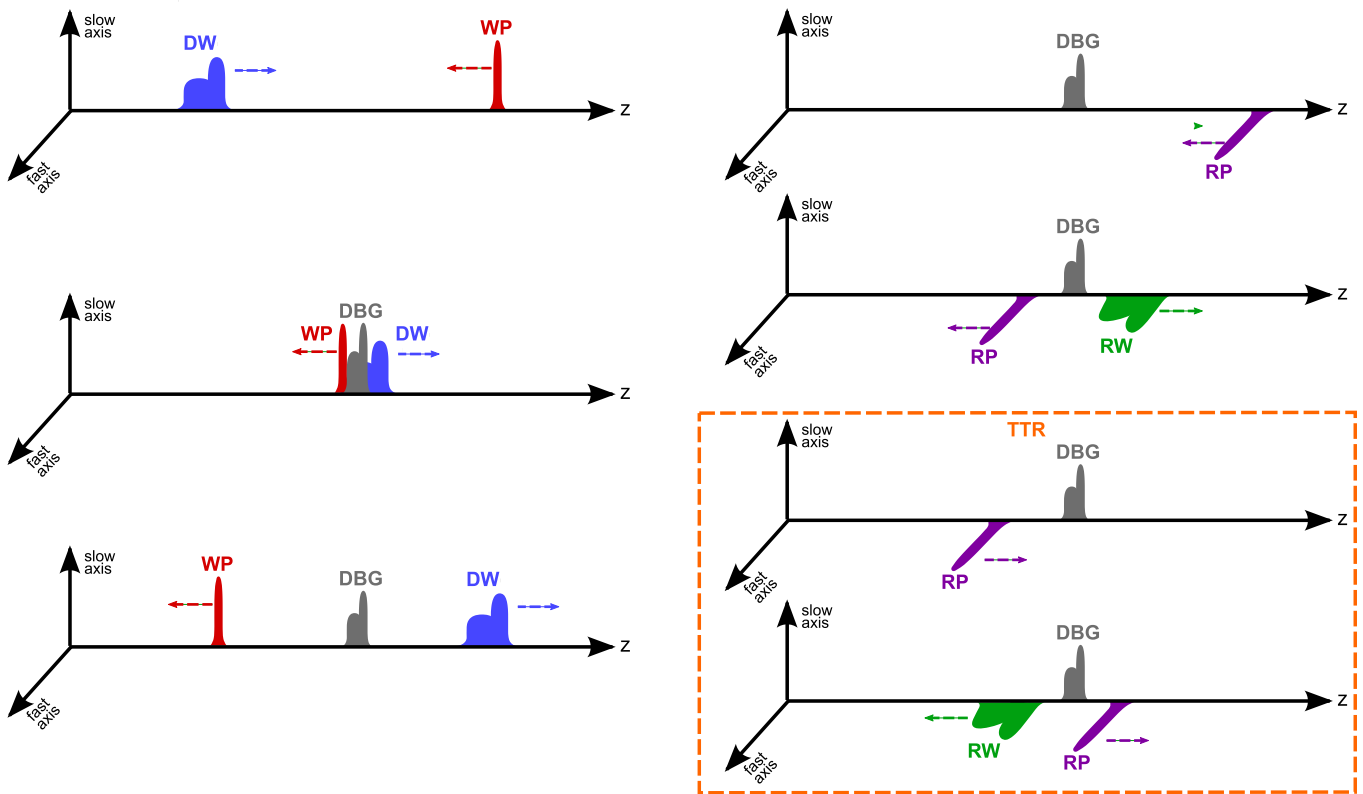 slow
axis
DW
WP
z
fast
axis
slow
axis
DBG
WP
DW
z
fast
axis
slow
axis
WP
DBG
DW
z
fast
axis
slow
axis
DBG
z
RP
fast
axis
slow
axis
DBG
z
RP
RW
fast
axis
TTR
slow
axis
DBG
z
RP
fast
axis
slow
axis
DBG
z
RW
RP
fast
axis